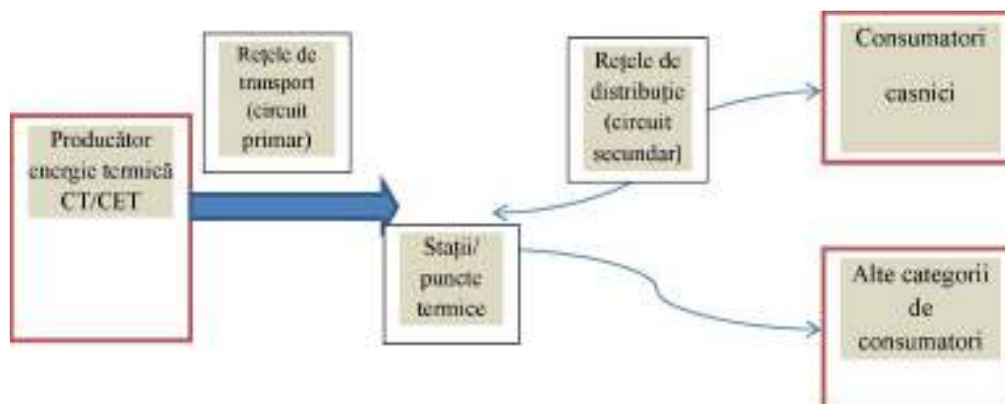 Producător
energie termică
CT/CET
Rețele de
transport
(circuit
primar)
Stații/
puncte
termice
Rețele de
distribuție
(circuit
secundar)
Consumatori
casnici
Alte categorii
de
consumatori